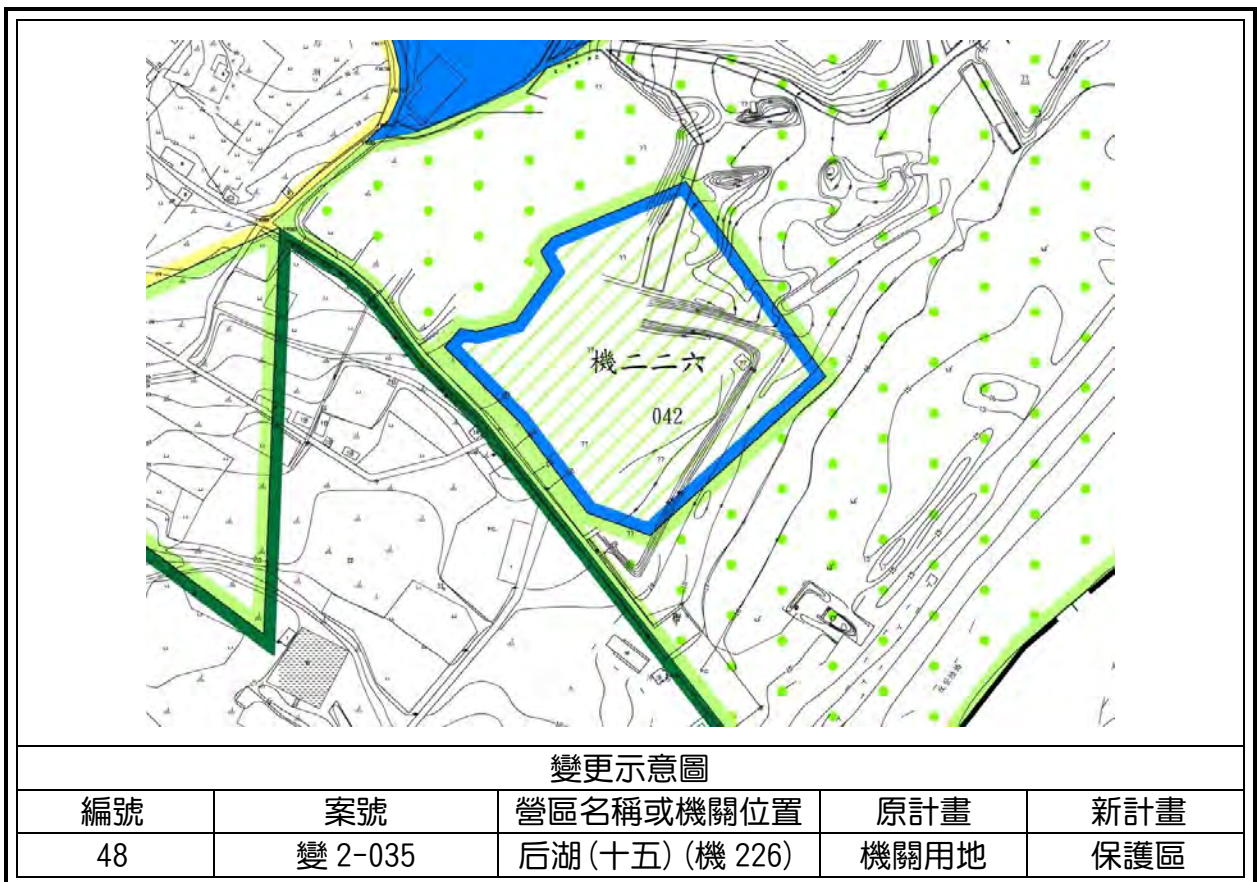 機二二六
042
變更示意圖
編號 案號 營區名稱或機關位置 原計畫 新計畫
48 變 2-035 后湖(十五)(機 226) 機關用地 保護區